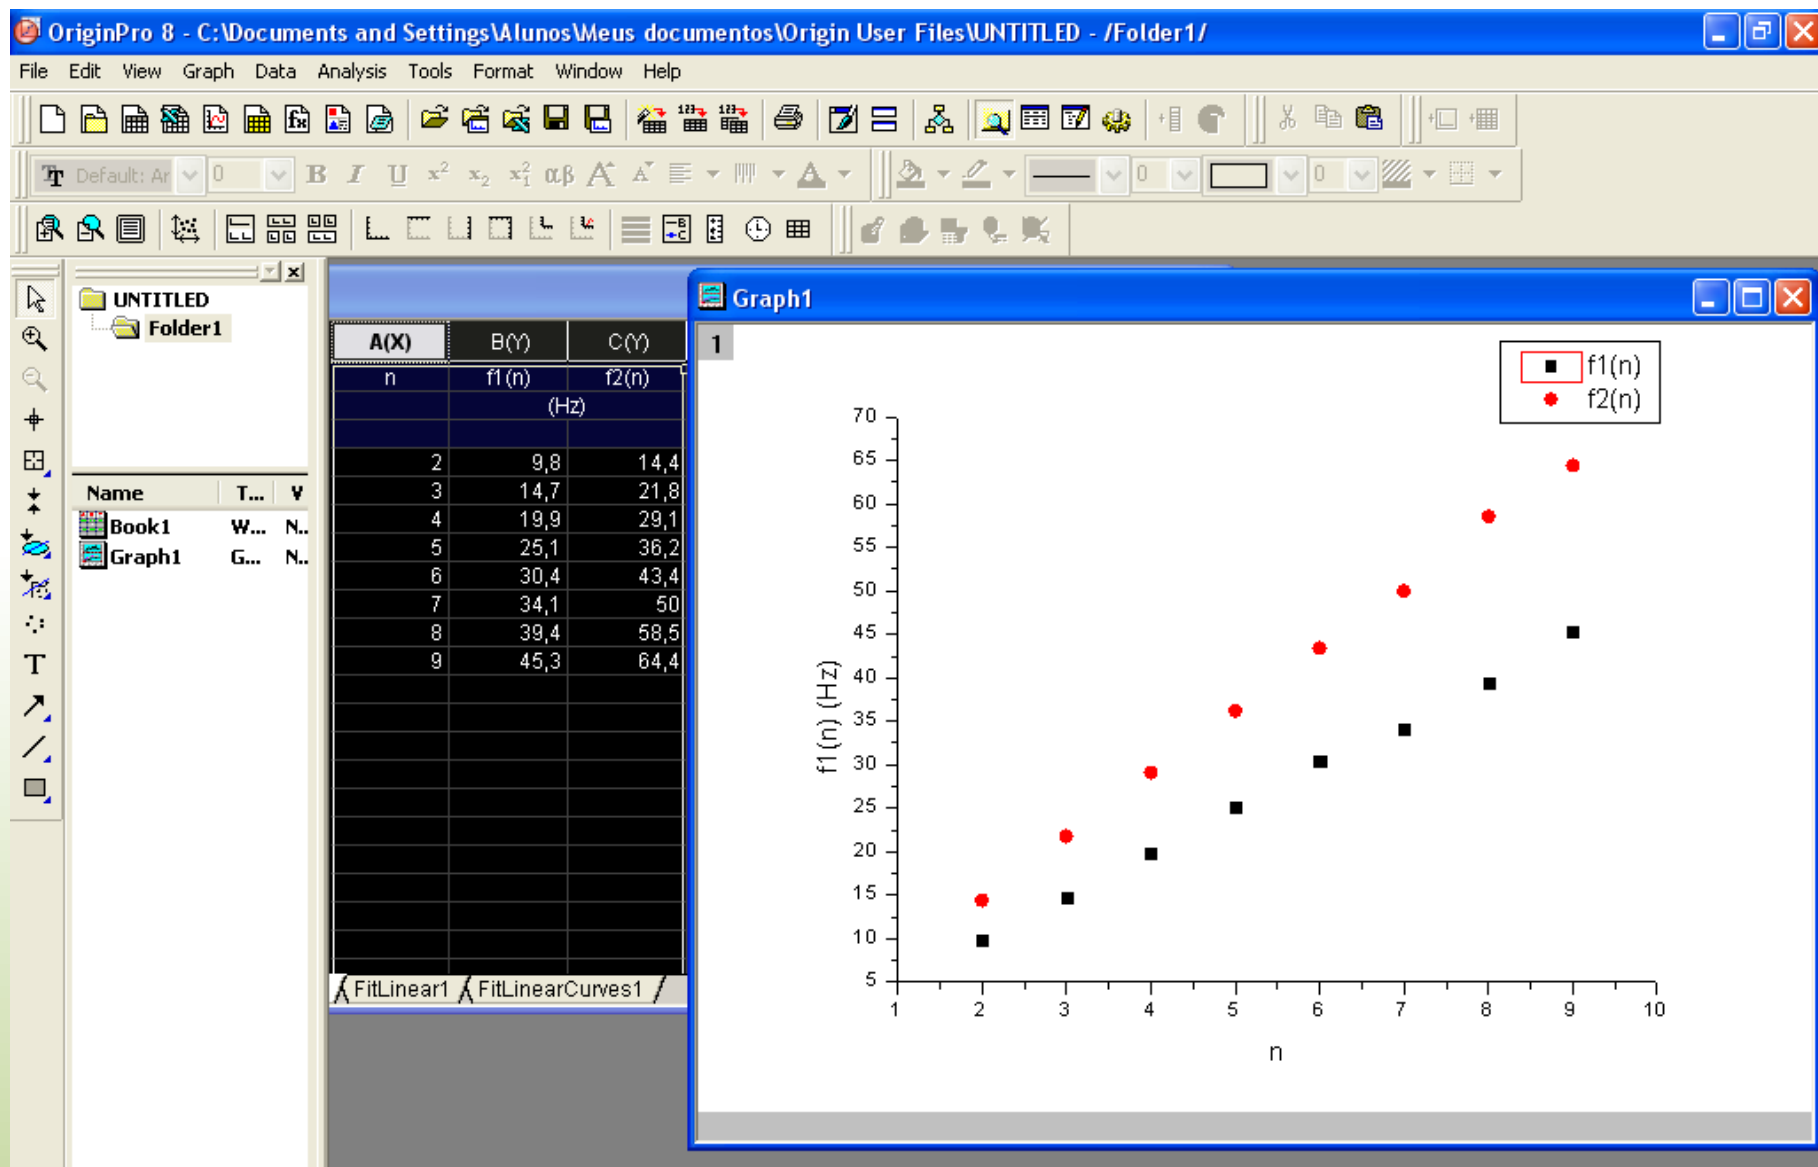 OriginPro 8 - C:\Documents and Settings\Alunos\Meus documentos\Origin User Files\UNTITLED - /Folder1/
File Edit View Graph Data Analysis Tools Format Window Help
Default: Ar 0 B I U x² x₂ αβ A A A 0 0
UNTITLED
Folder1
Name T... V
Book1 W... N..
Graph1 G... N..
A(X) B(Y) C(Y)
n f1(n) f2(n)
(Hz)
2 9,8 14,4
3 14,7 21,8
4 19,9 29,1
5 25,1 36,2
6 30,4 43,4
7 34,1 50
8 39,4 58,5
9 45,3 64,4
FitLinear1 FitLinearCurves1
Graph1
1
f1(n)
f2(n)
70
65
60
55
50
45
40
35
30
25
20
15
10
5
f1(n) (Hz)
1 2 3 4 5 6 7 8 9 10
n